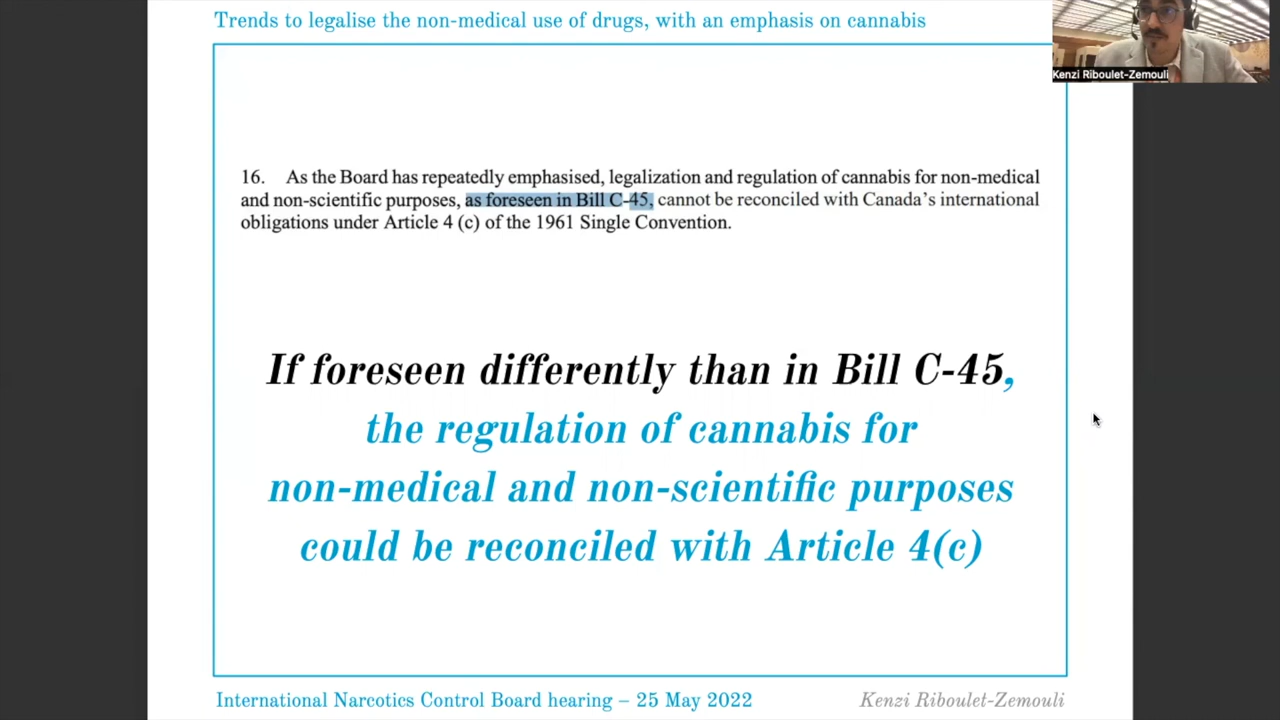 Trends to legalise the non-medical use of drugs, with an emphasis on cannabis
Kenzi Riboulet-Zemouli
16. As the Board has repeatedly emphasised, legalization and regulation of cannabis for non-medical
and non-scientific purposes, as foreseen in Bill C-45, cannot be reconciled with Canada's international
obligations under Article 4 (c) of the 1961 Single Convention.
If foreseen differently than in Bill C-45,
the regulation of cannabis for
non-medical and non-scientific purposes
could be reconciled with Article 4(c)
International Narcotics Control Board hearing – 25 May 2022
Kenzi Riboulet-Zemouli